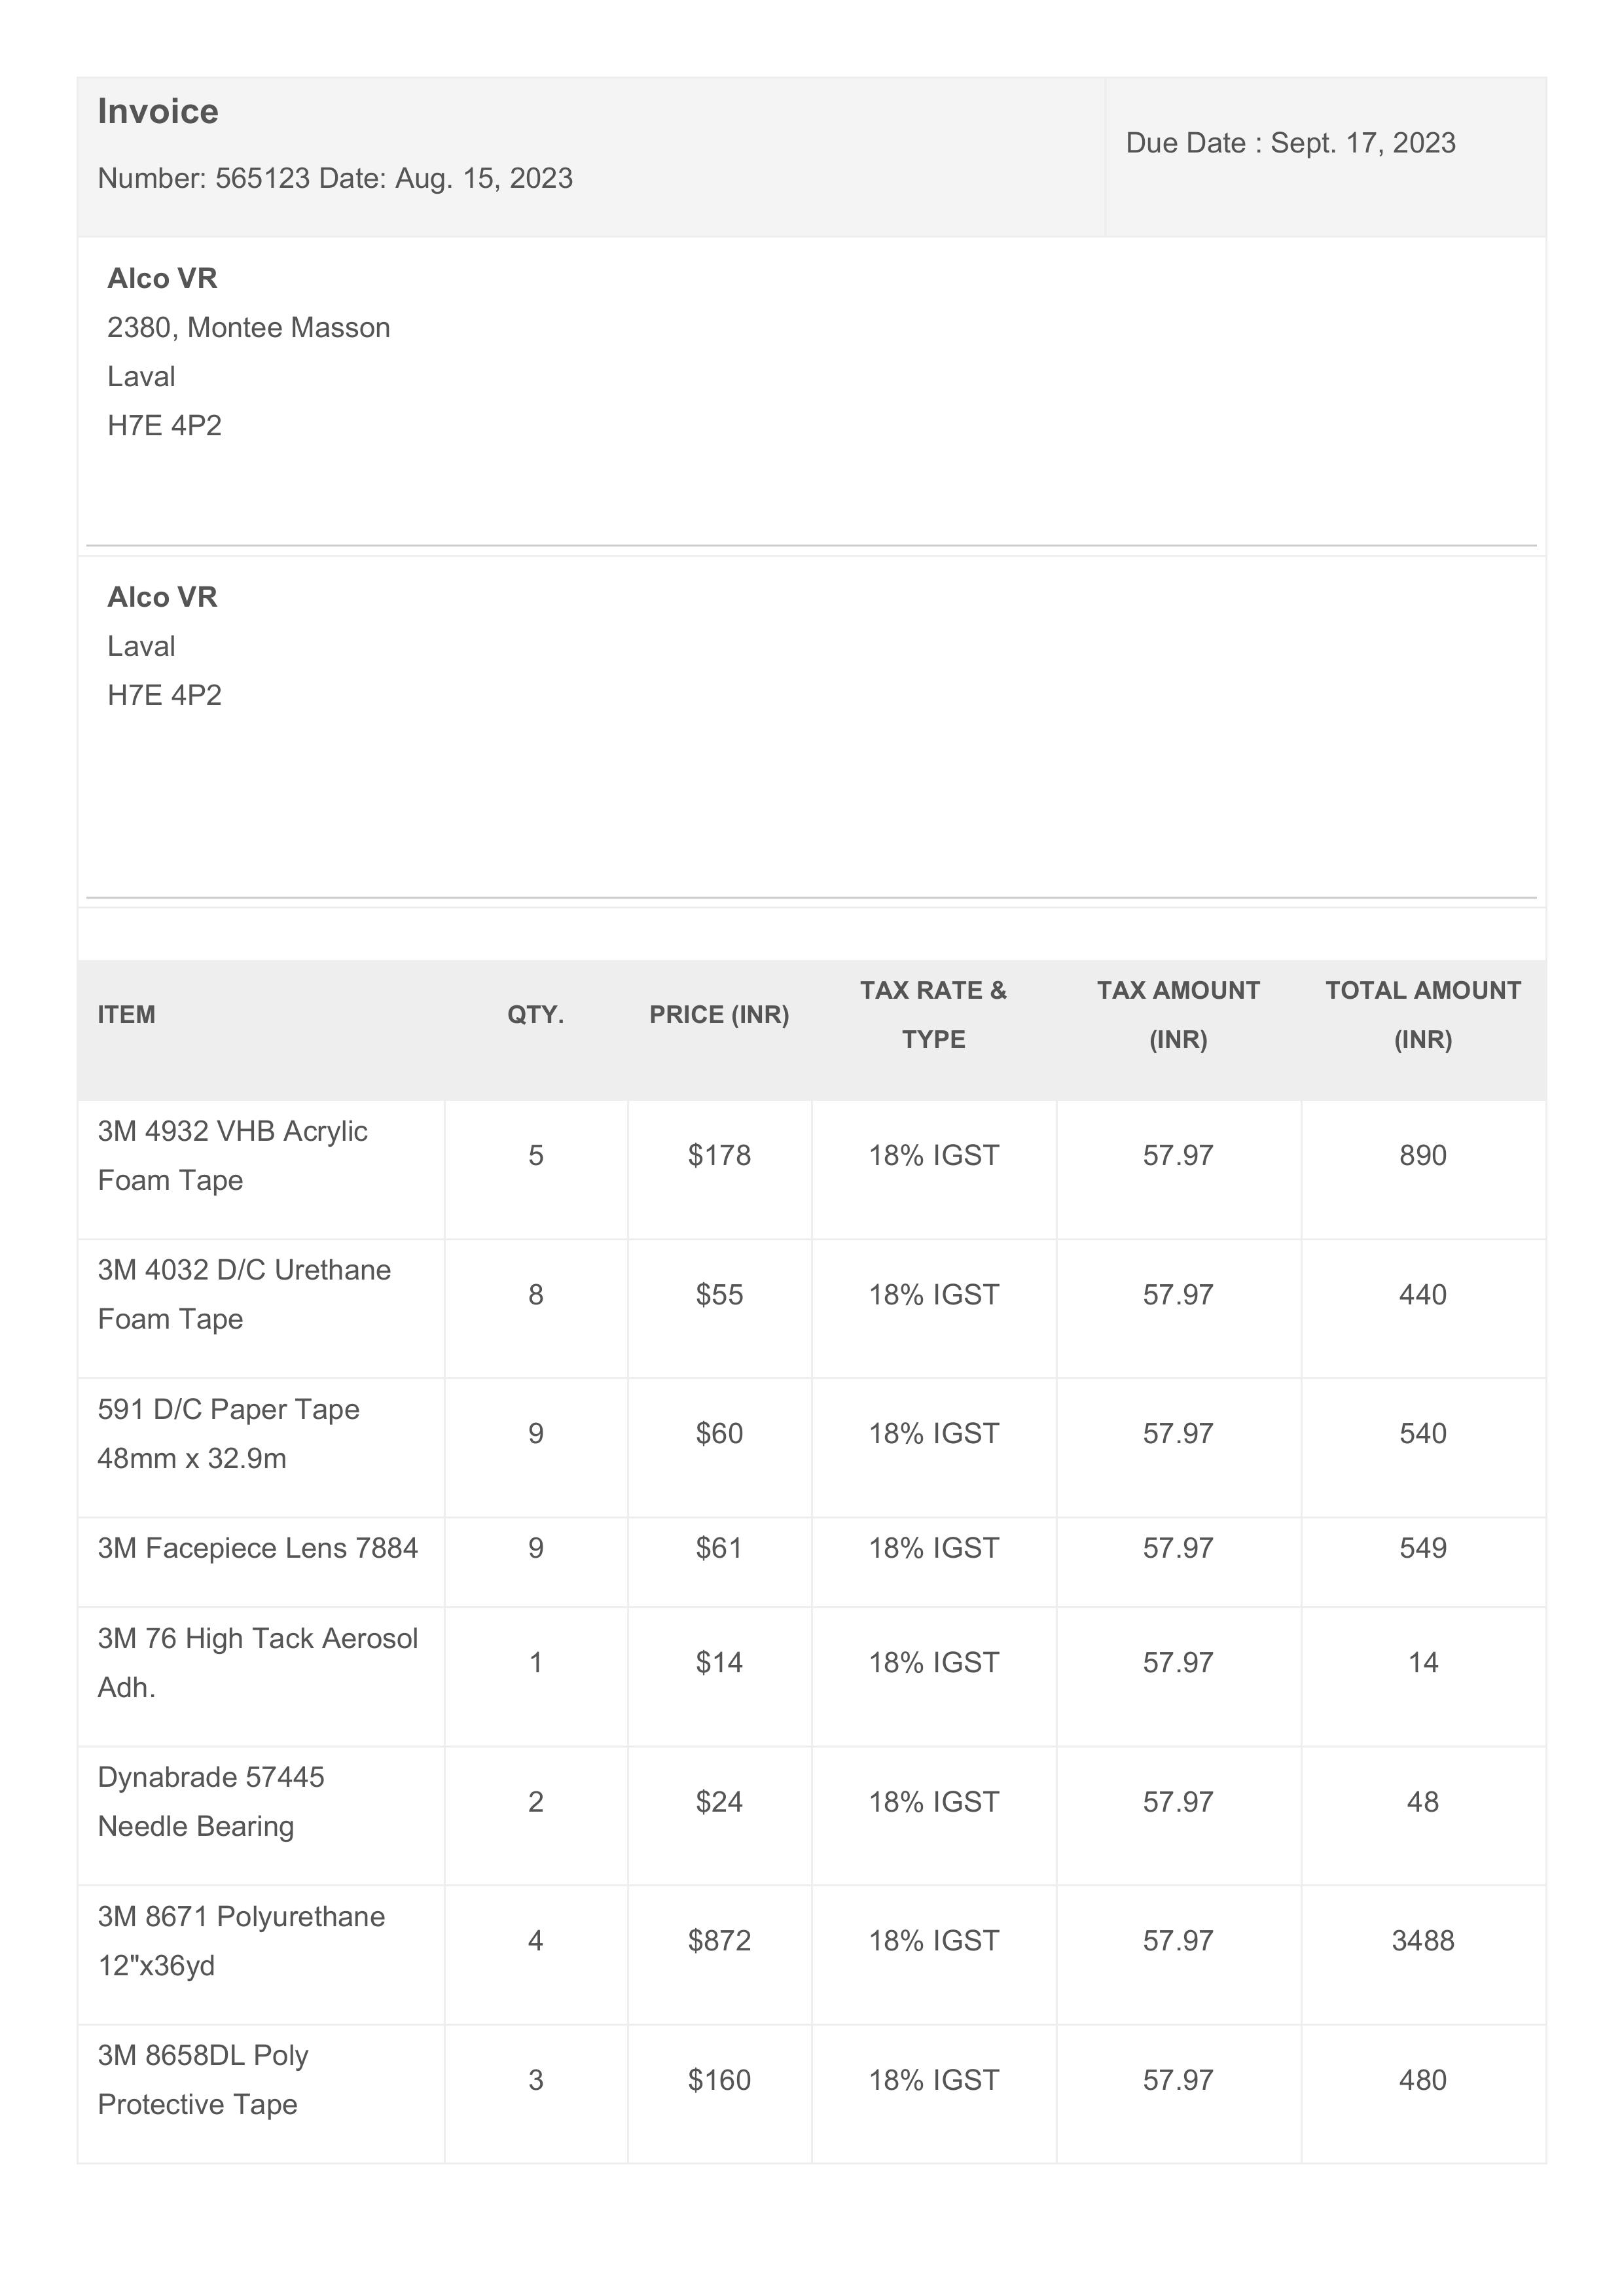 Invoice
Number: 565123 Date: Aug. 15, 2023
Due Date : Sept. 17, 2023
Alco VR
2380, Montee Masson
Laval
H7E 4P2
Alco VR
Laval
H7E 4P2
ITEM QTY. PRICE (INR) TAX RATE & TYPE TAX AMOUNT (INR) TOTAL AMOUNT (INR)
3M 4932 VHB Acrylic
Foam Tape 5 $178 18% IGST 57.97 890
3M 4032 D/C Urethane
Foam Tape 8 $55 18% IGST 57.97 440
591 D/C Paper Tape
48mm x 32.9m 9 $60 18% IGST 57.97 540
3M Facepiece Lens 7884 9 $61 18% IGST 57.97 549
3M 76 High Tack Aerosol
Adh. 1 $14 18% IGST 57.97 14
Dynabrade 57445
Needle Bearing 2 $24 18% IGST 57.97 48
3M 8671 Polyurethane
12"x36yd 4 $872 18% IGST 57.97 3488
3M 8658DL Poly
Protective Tape 3 $160 18% IGST 57.97 480